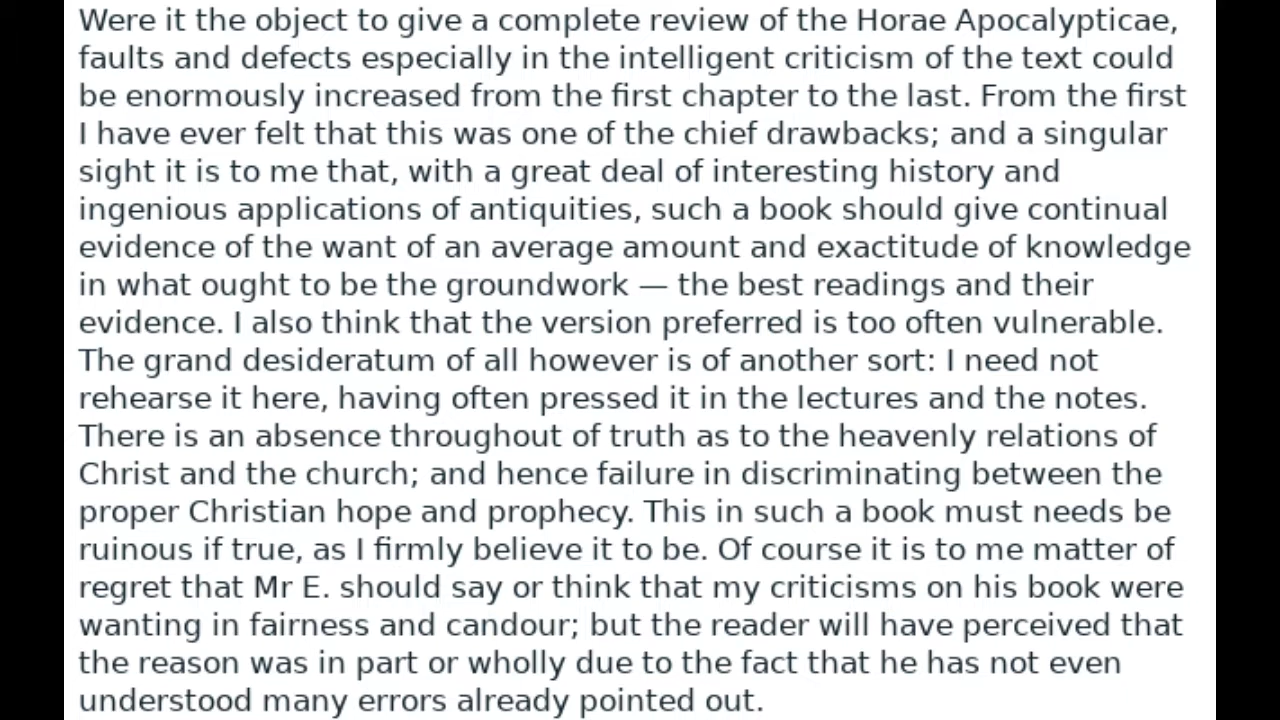 Were it the object to give a complete review of the Horae Apocalypticae,
faults and defects especially in the intelligent criticism of the text could
be enormously increased from the first chapter to the last. From the first
I have ever felt that this was one of the chief drawbacks; and a singular
sight it is to me that, with a great deal of interesting history and
ingenious applications of antiquities, such a book should give continual
evidence of the want of an average amount and exactitude of knowledge
in what ought to be the groundwork — the best readings and their
evidence. I also think that the version preferred is too often vulnerable.
The grand desideratum of all however is of another sort: I need not
rehearse it here, having often pressed it in the lectures and the notes.
There is an absence throughout of truth as to the heavenly relations of
Christ and the church; and hence failure in discriminating between the
proper Christian hope and prophecy. This in such a book must needs be
ruinous if true, as I firmly believe it to be. Of course it is to me matter of
regret that Mr E. should say or think that my criticisms on his book were
wanting in fairness and candour; but the reader will have perceived that
the reason was in part or wholly due to the fact that he has not even
understood many errors already pointed out.